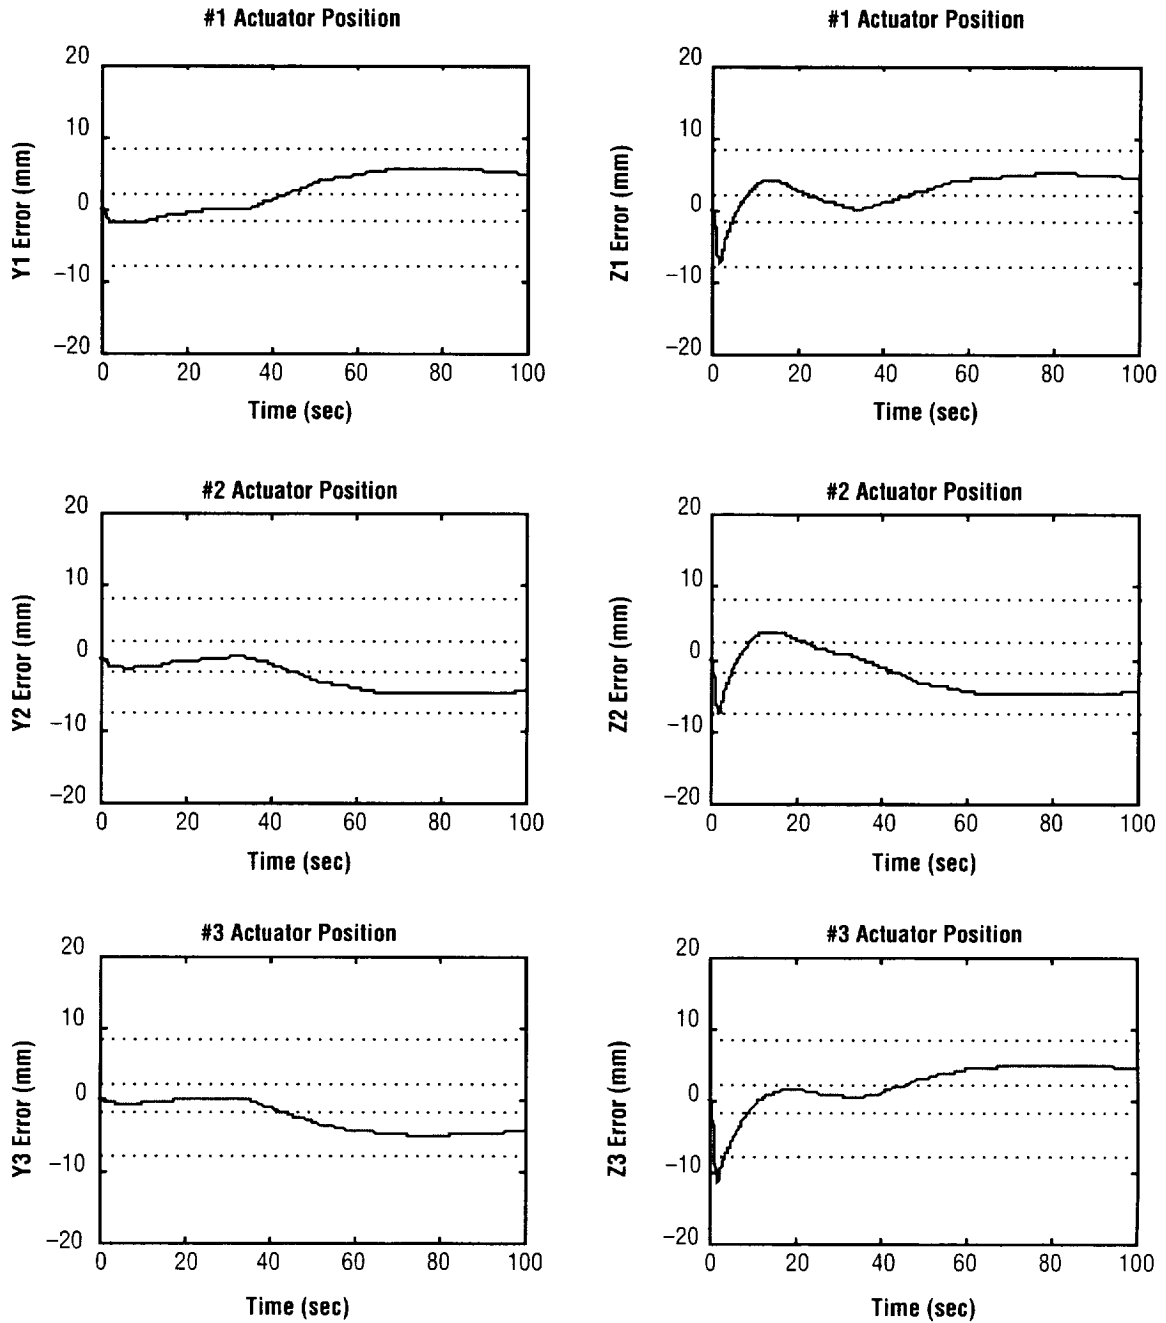 #1 Actuator Position
20
10
0
−10
−20
Y1 Error (mm)
0 20 40 60 80 100
Time (sec)
#1 Actuator Position
20
10
0
−10
−20
Z1 Error (mm)
0 20 40 60 80 100
Time (sec)
#2 Actuator Position
20
10
0
−10
−20
Y2 Error (mm)
0 20 40 60 80 100
Time (sec)
#2 Actuator Position
20
10
0
−10
−20
Z2 Error (mm)
0 20 40 60 80 100
Time (sec)
#3 Actuator Position
20
10
0
−10
−20
Y3 Error (mm)
0 20 40 60 80 100
Time (sec)
#3 Actuator Position
20
10
0
−10
−20
Z3 Error (mm)
0 20 40 60 80 100
Time (sec)